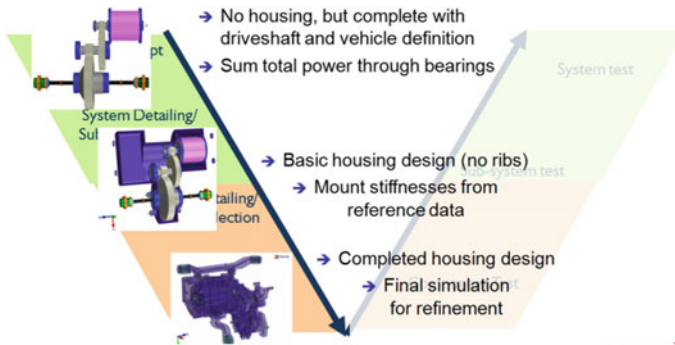 No housing, but complete with
driveshaft and vehicle definition
Sum total power through bearings
System test
System Detailing/
Basic housing design (no ribs)
Sub-system test
Mount stiffnesses from
reference data
Completed housing design
Final simulation
for refinement